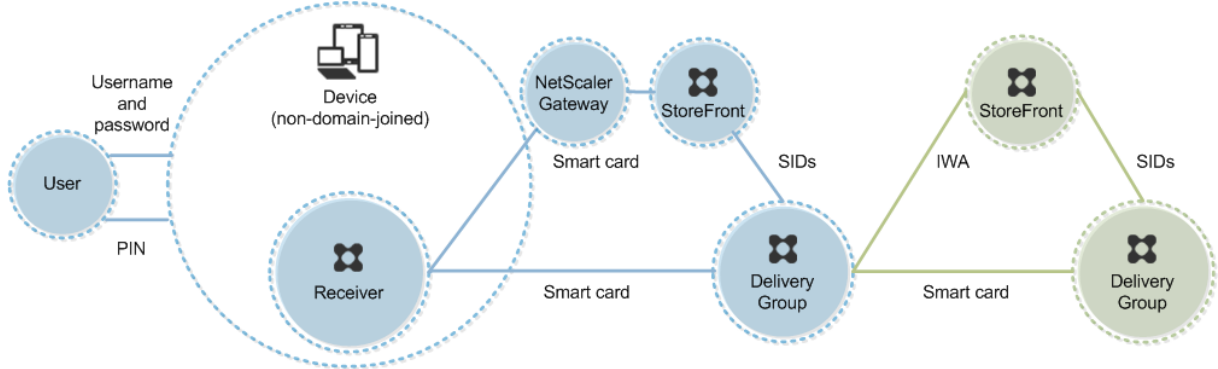 User
Username
and
password
PIN
Device
(non-domain-joined)
Receiver
NetScaler
Gateway
StoreFront
Smart card
SIDs
Smart card
Delivery
Group
IWA
StoreFront
SIDs
Smart card
Delivery
Group